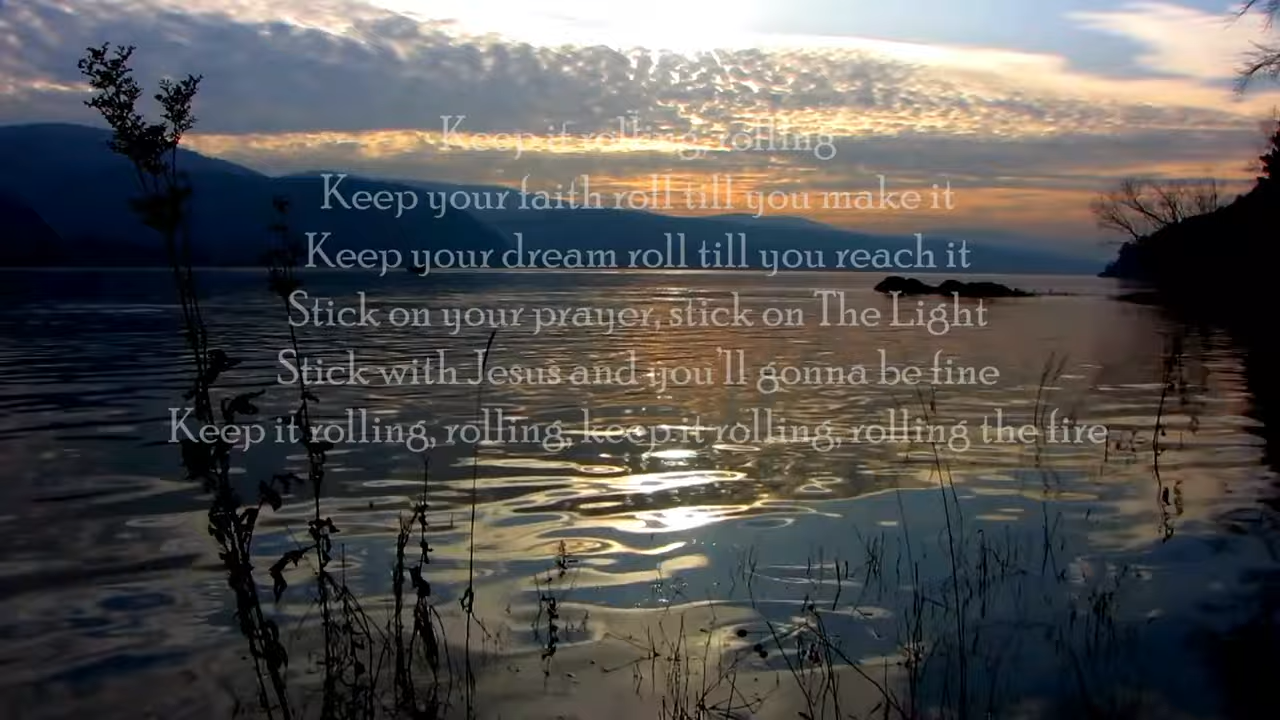 Keep it rolling, rolling
Keep your faith roll till you make it
Keep your dream roll till you reach it
Stick on your prayer, stick on The Light
Stick with Jesus and you'll gonna be fine
Keep it rolling, rolling, keep it rolling, rolling the fire